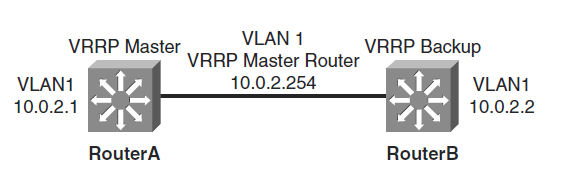 VRRP Master
VLAN 1
VRRP Backup
VRRP Master Router
VLAN1
10.0.2.254
VLAN1
10.0.2.1
10.0.2.2
RouterA
RouterB